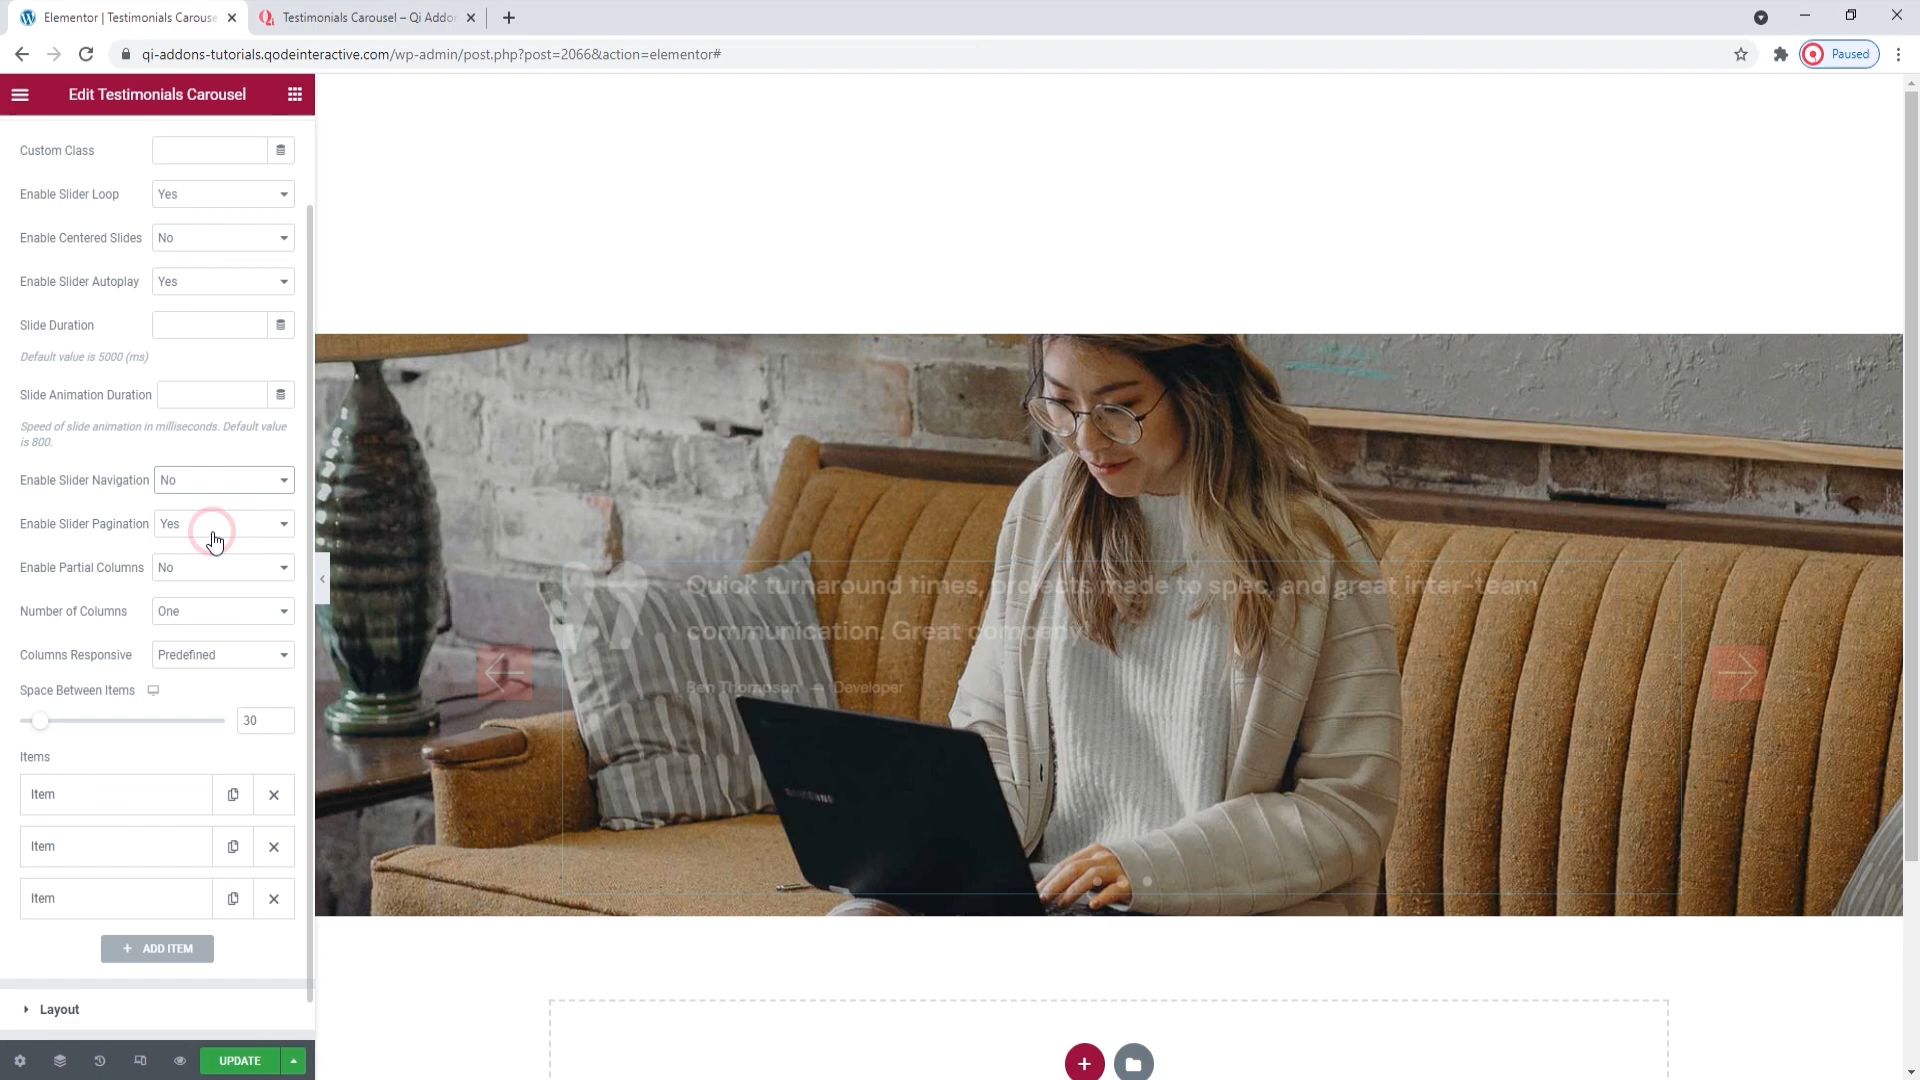 Elementor | Testimonials Carouse
Testimonials Carousel – Qi Addo
qi-addons-tutorials.qodeinteractive.com/wp-admin/post.php?post=2066&action=elementor#
Paused
Edit Testimonials Carousel
Custom Class
Enable Slider Loop Yes
Enable Centered Slides No
Enable Slider Autoplay Yes
Slide Duration
Default value is 5000 (ms)
Slide Animation Duration
Speed of slide animation in milliseconds. Default value
is 800.
Enable Slider Navigation No
Enable Slider Pagination Yes
Enable Partial Columns No
Number of Columns One
Columns Responsive Predefined
Space Between Items
30
Items
Item
Item
Item
+ ADD ITEM
Layout
UPDATE
Quick turnaround times, projects made to spec, and great inter-team
communication. Great company!
Ben Thompson — Developer
SAMSUNG